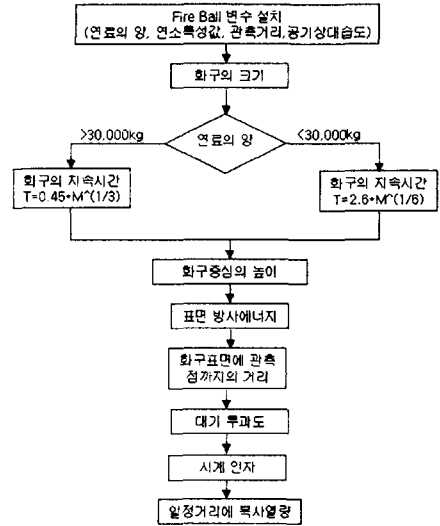 Fire Ball 변수 설치
(연료의 양, 연소특성값, 관측거리,공기상대습도)
화구의 크기
>30,000kg
<30,000kg
연료의 양
화구의 지속시간
T=0.45*M^(1/3)
화구의 지속시간
T=2.6*M^(1/6)
화구중심의 높이
표면 방사에너지
화구표면에 관측
점까지의 거리
대기 투과도
시계 인자
일정거리에 복사열량